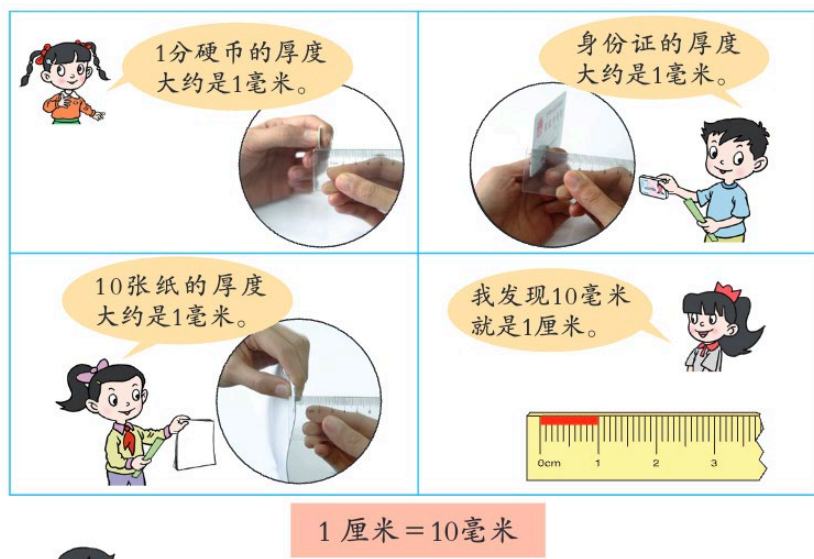 1分硬币的厚度
大约是1毫米。
身份证的厚度
大约是1毫米。
10张纸的厚度
大约是1毫米。
我发现10毫米
就是1厘米。
0cm 1 2 3
1厘米=10毫米